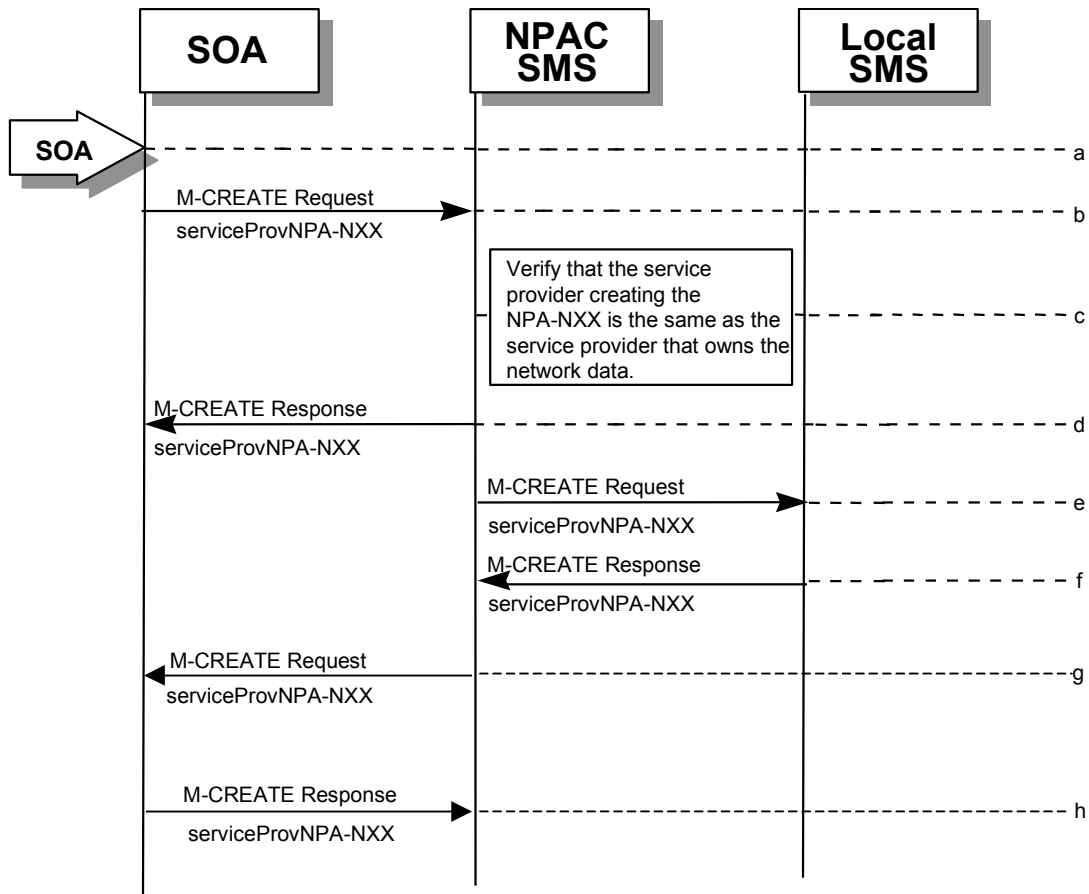 SOA
NPAC
SMS
Local
SMS
SOA
a
M-CREATE Request
b
serviceProvNPA-NXX
Verify that the service
provider creating the
NPA-NXX is the same as the
service provider that owns the
network data.
c
M-CREATE Response
d
serviceProvNPA-NXX
M-CREATE Request
e
serviceProvNPA-NXX
M-CREATE Response
f
serviceProvNPA-NXX
M-CREATE Request
g
serviceProvNPA-NXX
M-CREATE Response
h
serviceProvNPA-NXX